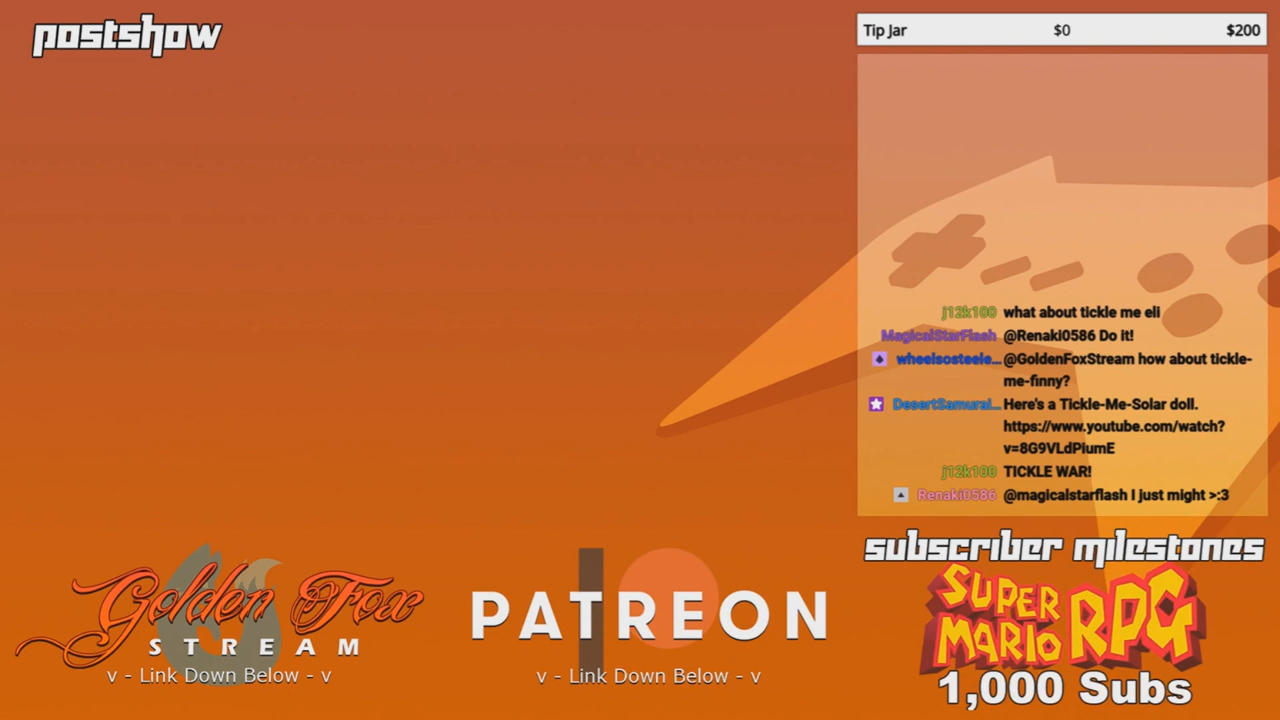 postshow
Tip Jar $0 $200
j12k100 what about tickle me eli
MagicalStarFlash @Renaki0586 Do it!
wheelsosteele... @GoldenFoxStream how about tickle-
me-finny?
DesertSamurai... Here's a Tickle-Me-Solar doll.
https://www.youtube.com/watch?
v=8G9VLdPiumE
j12k100 TICKLE WAR!
Renaki0586 @magicalstarflash I just might >:3
subscriber milestones
SUPER
MARIO RPG
1,000 Subs
Golden Fox
STREAM
v - Link Down Below - v
PATREON
v - Link Down Below - v